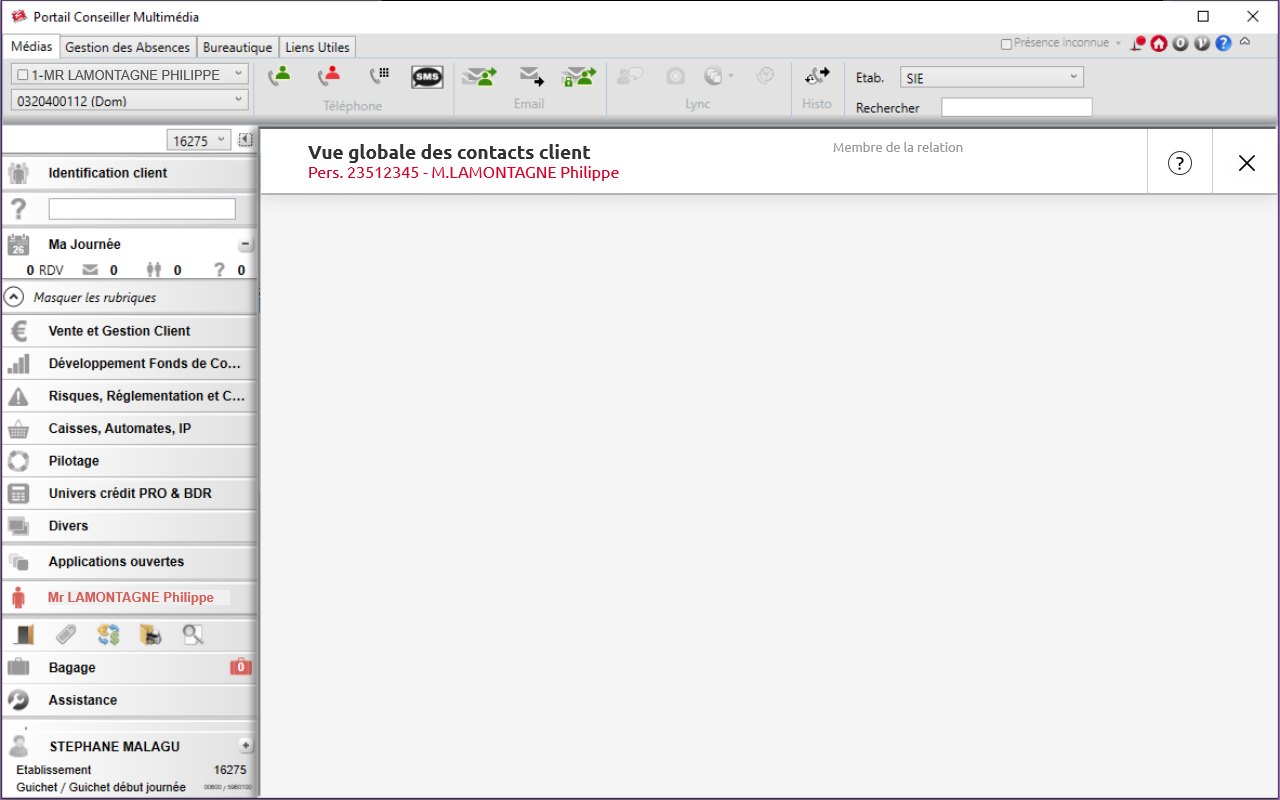 Portail Conseiller Multimédia
Médias Gestion des Absences Bureautique Liens Utiles
Présence inconnue
1-MR LAMONTAGNE PHILIPPE
0320400112 (Dom)
SMS
Téléphone
Email
Lync
Histo
Etab. SIE
Rechercher
16275
Identification client
?
26 Ma Journée
0 RDV 0 0 ? 0
Masquer les rubriques
€ Vente et Gestion Client
Développement Fonds de Co...
Risques, Réglementation et C...
Caisses, Automates, IP
Pilotage
Univers crédit PRO & BDR
Divers
Applications ouvertes
Mr LAMONTAGNE Philippe
Bagage 0
Assistance
STEPHANE MALAGU
Etablissement 16275
Guichet / Guichet début journée
Vue globale des contacts client
Pers. 23512345 - M.LAMONTAGNE Philippe
Membre de la relation
?